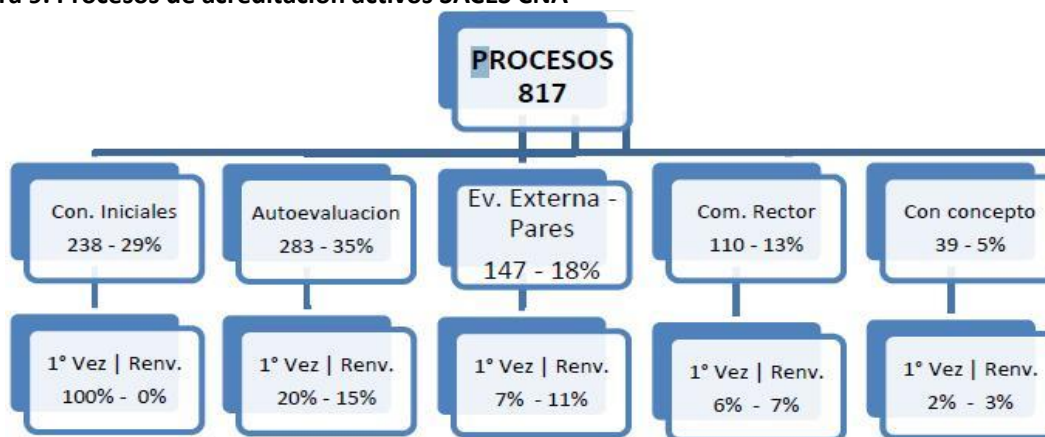 ra 9: Procesos de acreditación activos SACES CNA
PROCESOS
817
Con. Iniciales
238 - 29%
Autoevaluacion
283 - 35%
Ev. Externa -
Pares
147 - 18%
Com. Rector
110 - 13%
Con concepto
39 - 5%
1° Vez | Renv.
100% - 0%
1° Vez | Renv.
20% - 15%
1° Vez | Renv.
7% - 11%
1° Vez | Renv.
6% - 7%
1° Vez | Renv.
2% - 3%